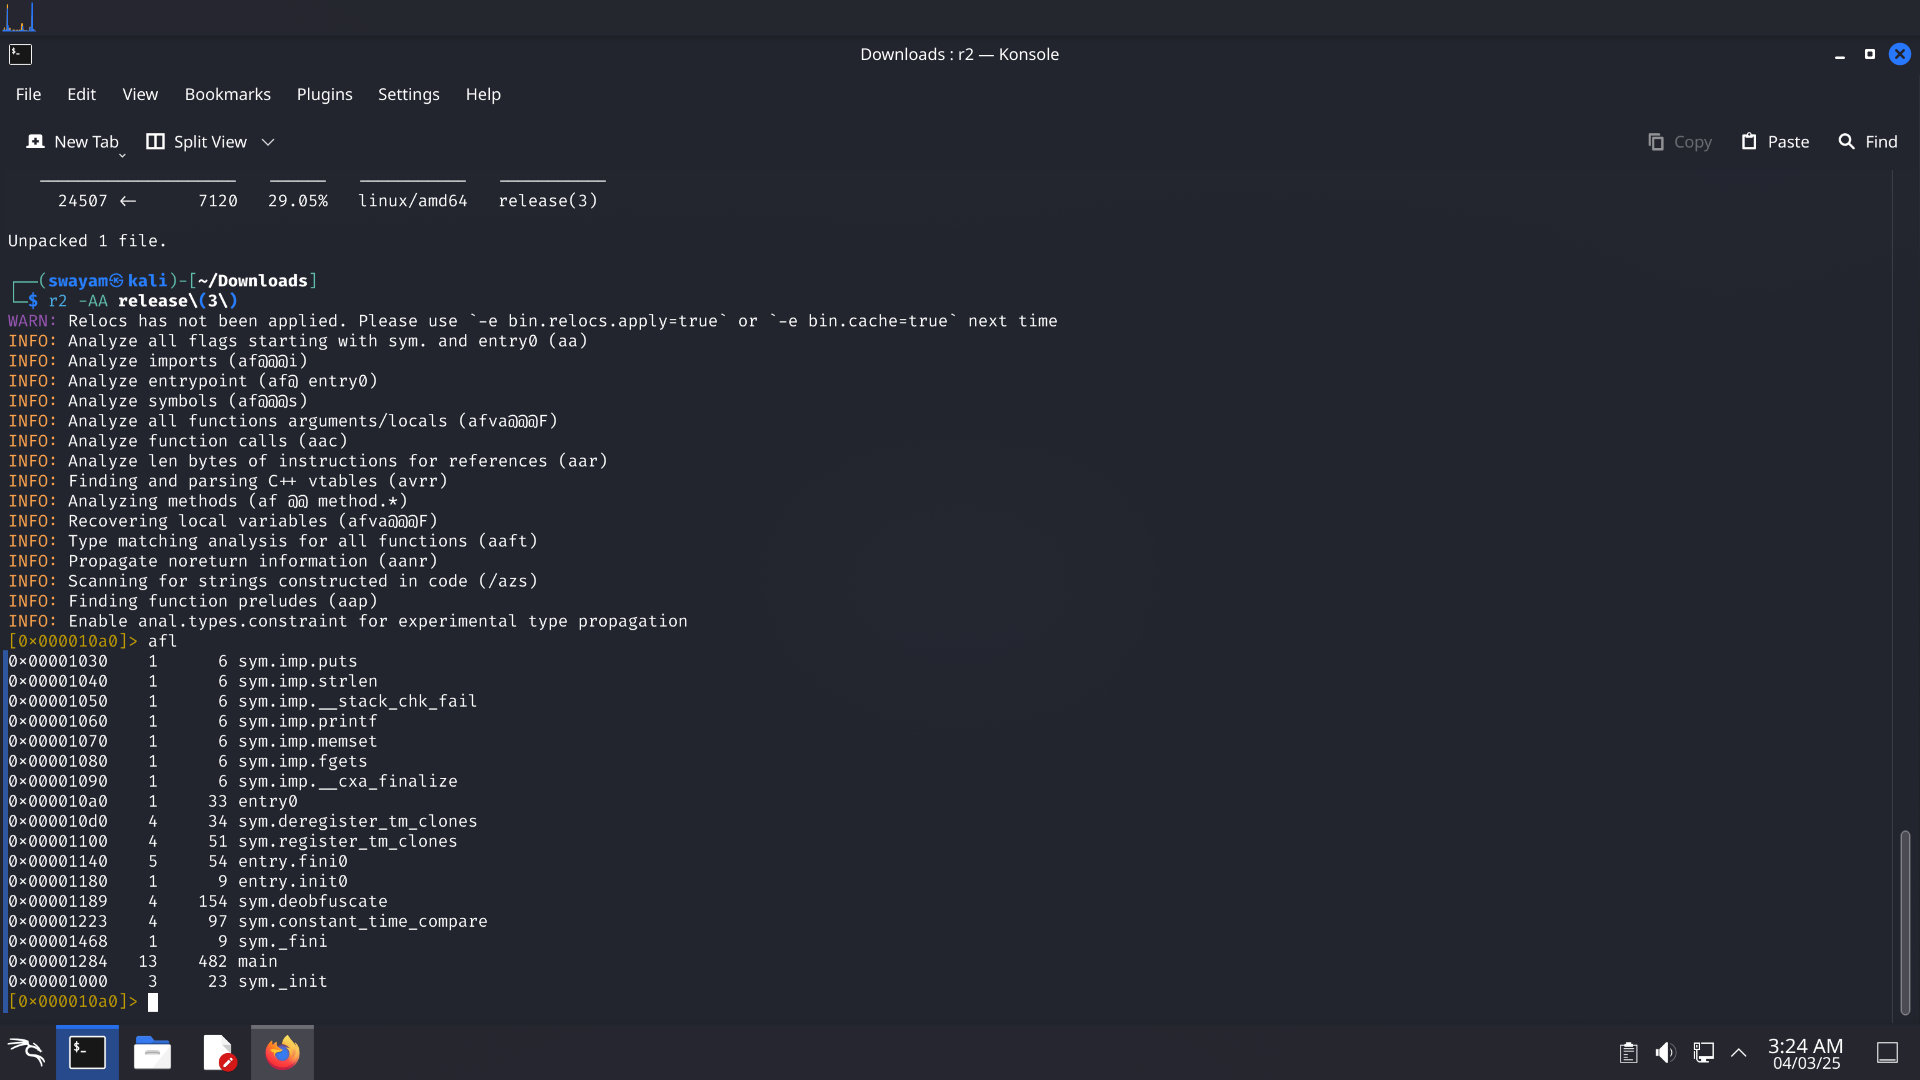 Downloads : r2 — Konsole
File Edit View Bookmarks Plugins Settings Help
New Tab Split View Copy Paste Find
24507 <- 7120 29.05% linux/amd64 release(3)
Unpacked 1 file.
┌──(swayam㉿kali)-[~/Downloads]
└─$ r2 -AA release\(3\)
WARN: Relocs has not been applied. Please use `-e bin.relocs.apply=true` or `-e bin.cache=true` next time
INFO: Analyze all flags starting with sym. and entry0 (aa)
INFO: Analyze imports (af@@@i)
INFO: Analyze entrypoint (af@ entry0)
INFO: Analyze symbols (af@@@s)
INFO: Analyze all functions arguments/locals (afva@@@F)
INFO: Analyze function calls (aac)
INFO: Analyze len bytes of instructions for references (aar)
INFO: Finding and parsing C++ vtables (avrr)
INFO: Analyzing methods (af @@ method.*)
INFO: Recovering local variables (afva@@@F)
INFO: Type matching analysis for all functions (aaft)
INFO: Propagate noreturn information (aanr)
INFO: Scanning for strings constructed in code (/azs)
INFO: Finding function preludes (aap)
INFO: Enable anal.types.constraint for experimental type propagation
[0x000010a0]> afl
0x00001030 1 6 sym.imp.puts
0x00001040 1 6 sym.imp.strlen
0x00001050 1 6 sym.imp.__stack_chk_fail
0x00001060 1 6 sym.imp.printf
0x00001070 1 6 sym.imp.memset
0x00001080 1 6 sym.imp.fgets
0x00001090 1 6 sym.imp.__cxa_finalize
0x000010a0 1 33 entry0
0x000010d0 4 34 sym.deregister_tm_clones
0x00001100 4 51 sym.register_tm_clones
0x00001140 5 54 entry.fini0
0x00001180 1 9 entry.init0
0x00001189 4 154 sym.deobfuscate
0x00001223 4 97 sym.constant_time_compare
0x00001468 1 9 sym._fini
0x00001284 13 482 main
0x00001000 3 23 sym._init
[0x000010a0]>
3:24 AM
04/03/25